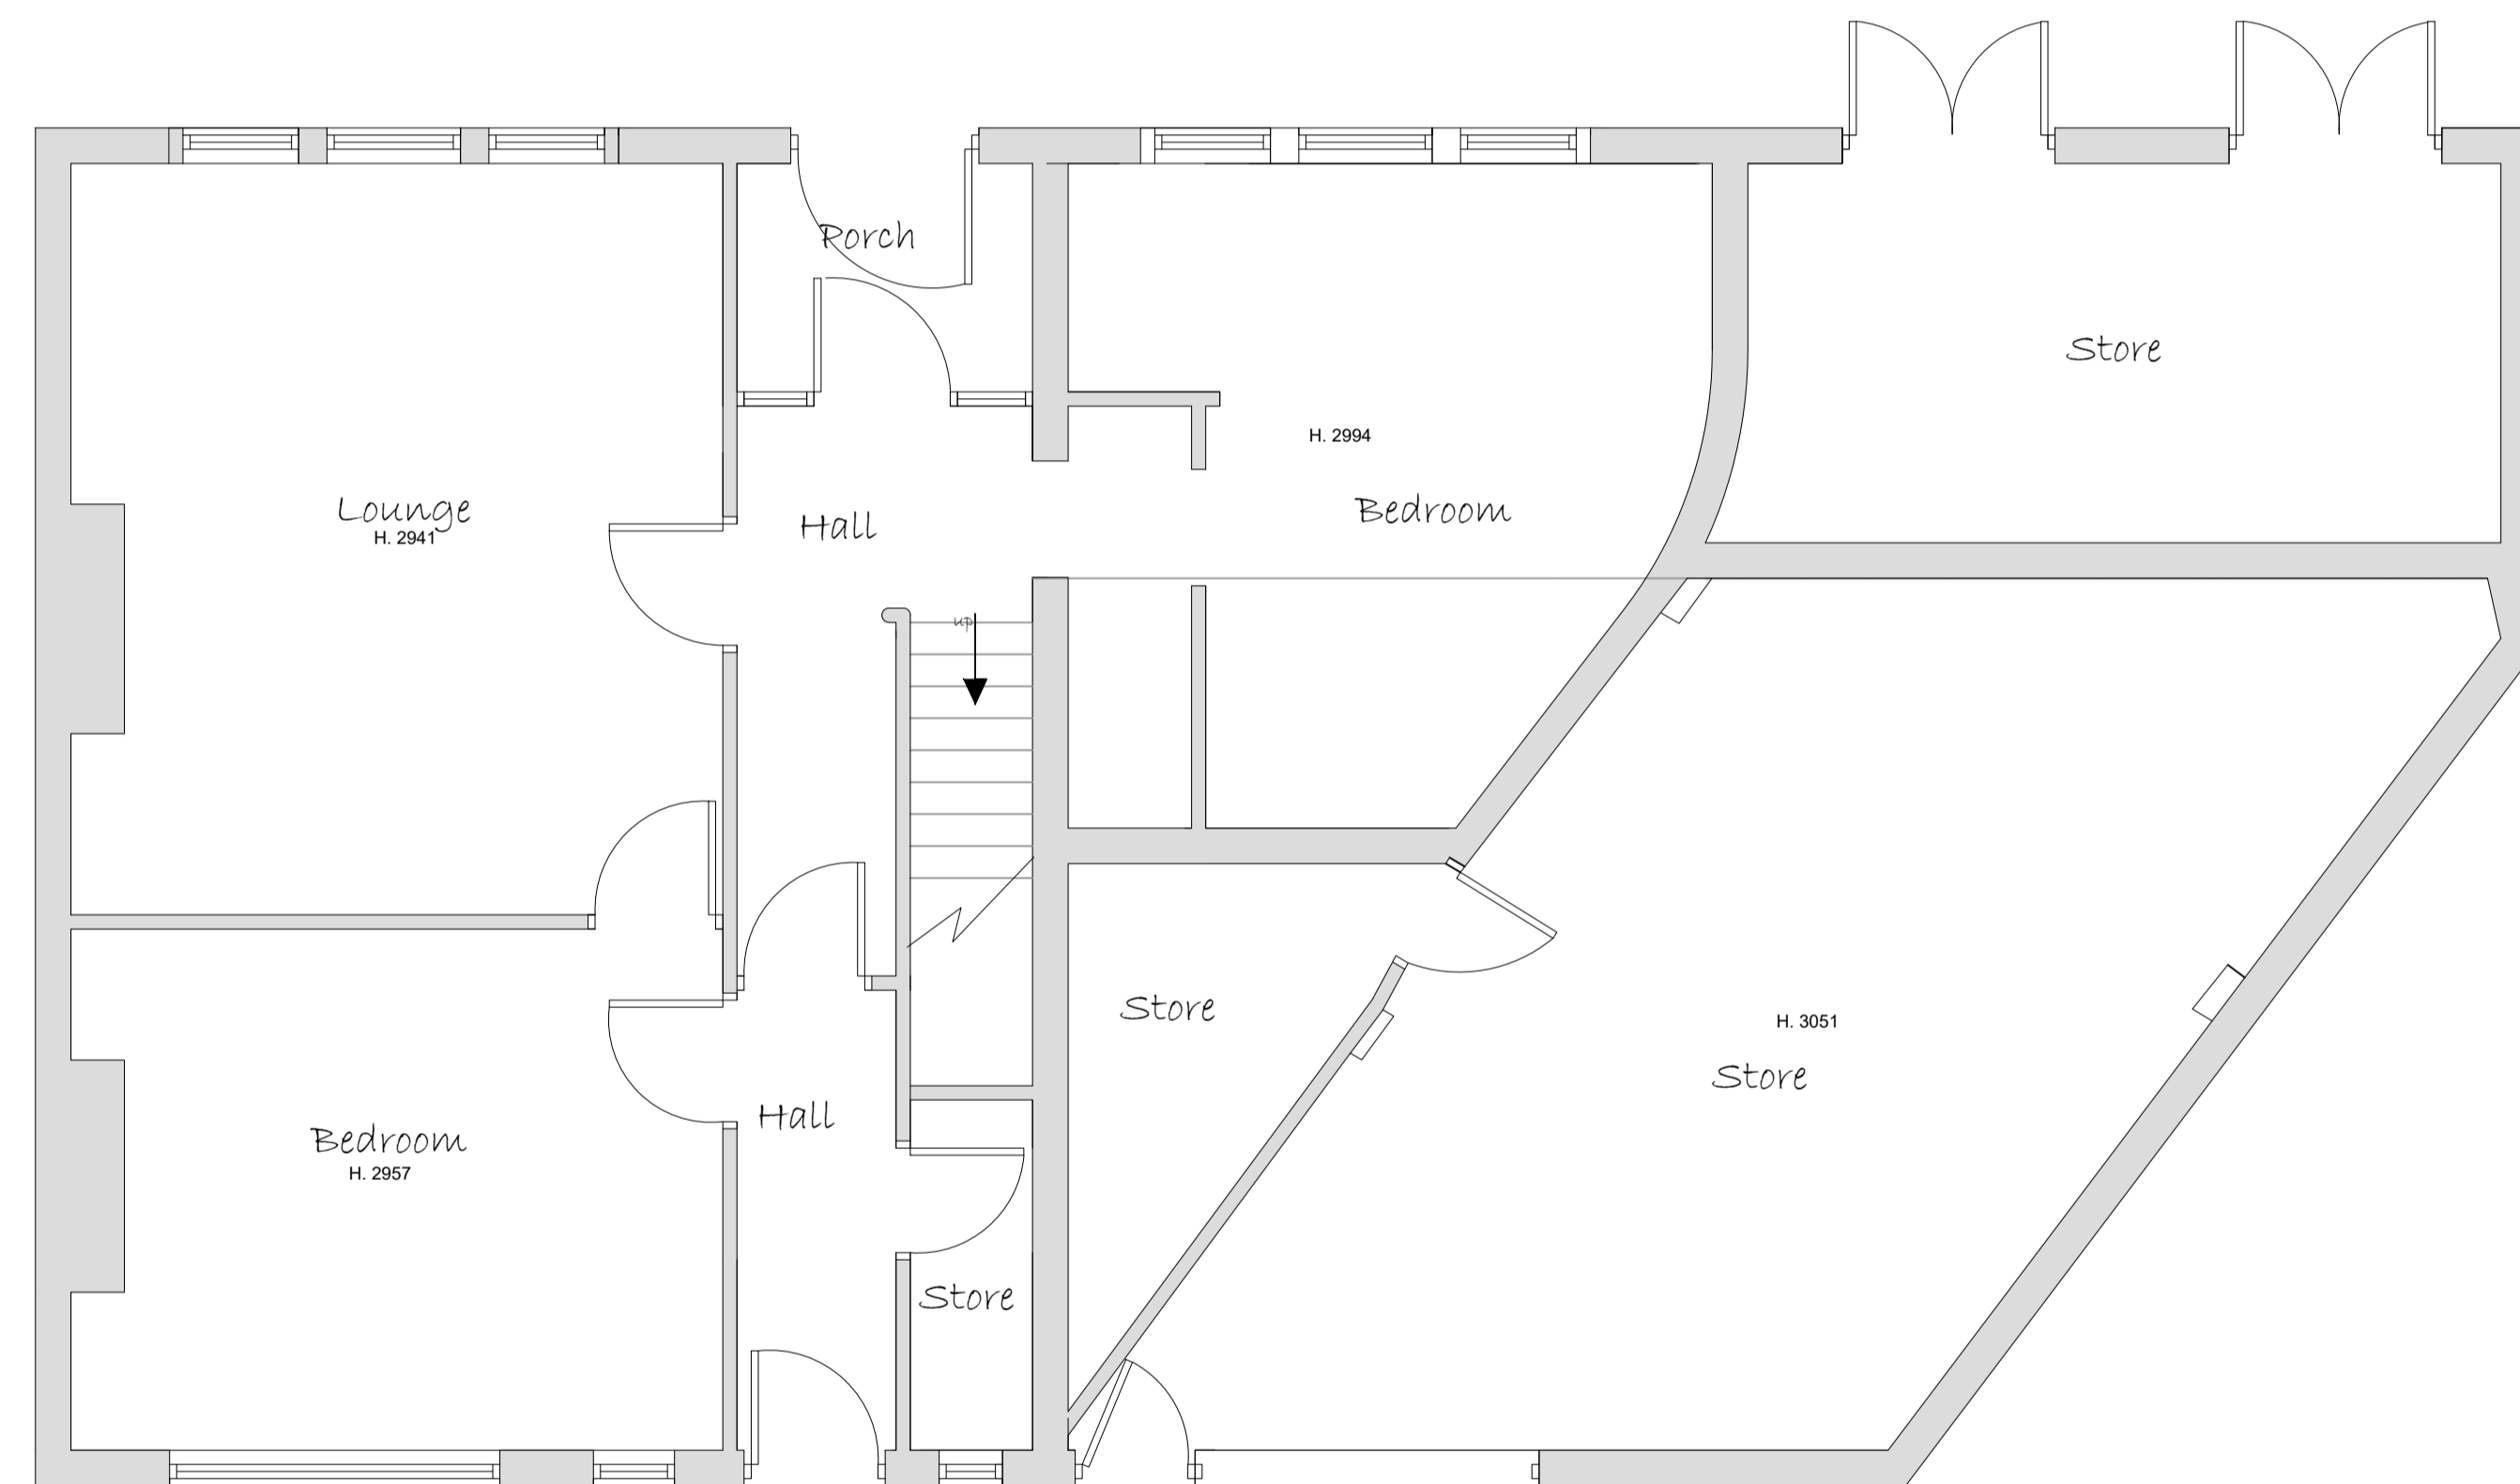 Porch
Store
H. 2994
Lounge
H. 2941
Hall
Bedroom
up
Store
H. 3051
Store
Hall
Bedroom
H. 2957
Store